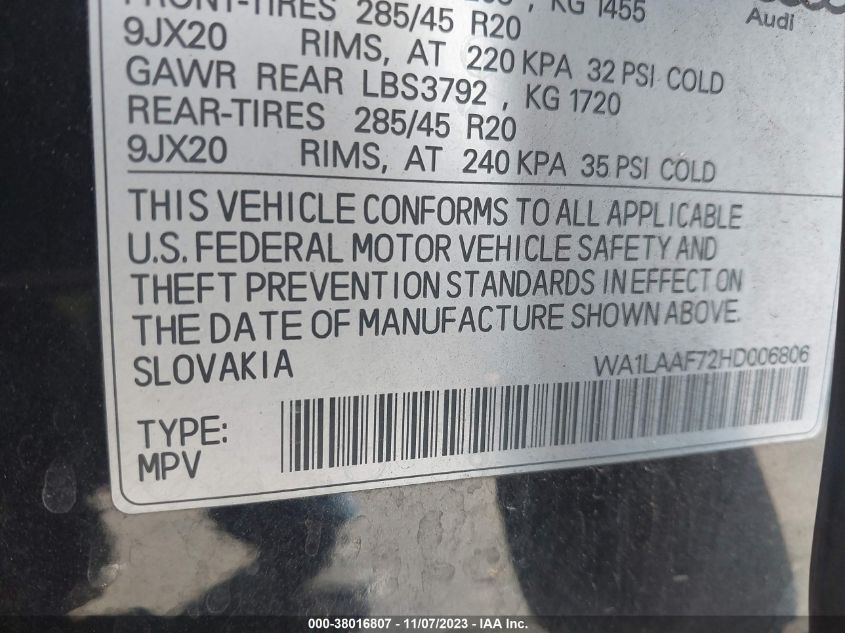 FRONT-TIRES 285/45 R20, KG 1455
9JX20 RIMS, AT 220 KPA 32 PSI COLD
GAWR REAR LBS3792, KG 1720
REAR-TIRES 285/45 R20
9JX20 RIMS, AT 240 KPA 35 PSI COLD
Audi
THIS VEHICLE CONFORMS TO ALL APPLICABLE
U.S. FEDERAL MOTOR VEHICLE SAFETY AND
THEFT PREVENTION STANDARDS IN EFFECT ON
THE DATE OF MANUFACTURE SHOWN ABOVE.
SLOVAKIA WA1LAAF72HD006806
TYPE:
MPV
000-38016807 - 11/07/2023 - IAA Inc.